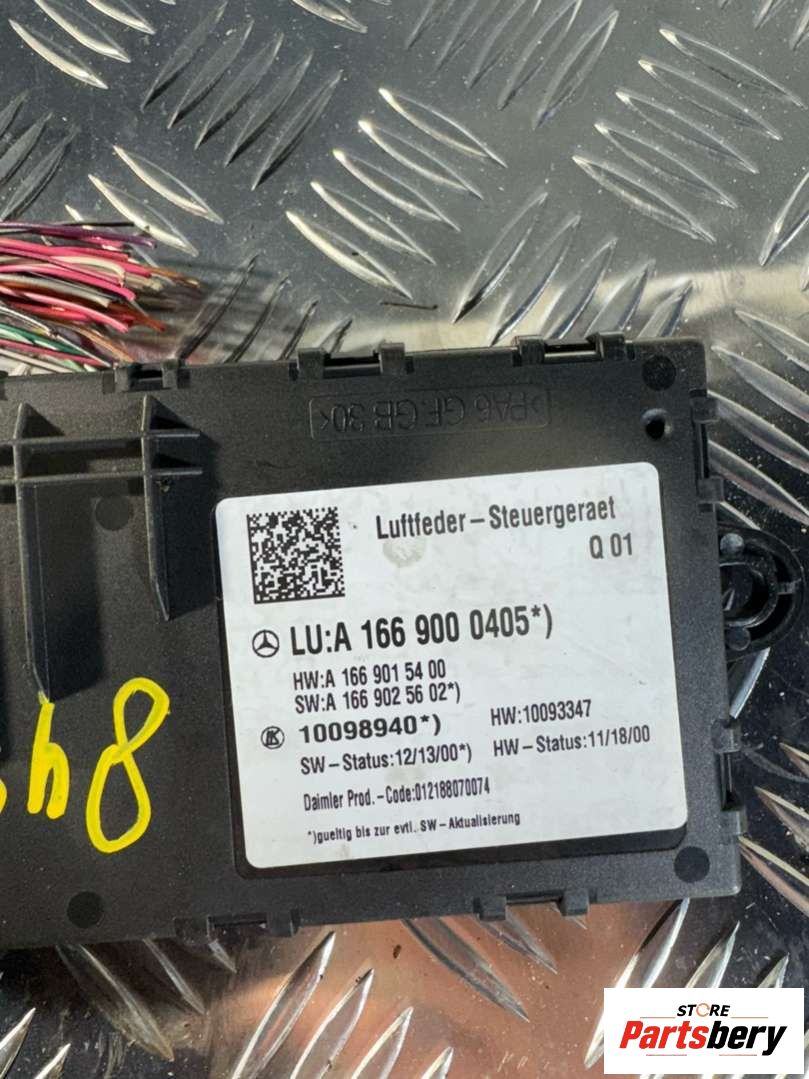 >PA6 GF.GB 30<
Luftfeder-Steuergeraet
Q 01
LU:A 166 900 0405*)
HW:A 166 901 54 00
SW:A 166 902 56 02*)
10098940*) HW:10093347
SW-Status:12/13/00*) HW-Status:11/18/00
Daimler Prod.-Code:012188070074
*)gueltig bis zur evtl. SW-Aktualisierung
STORE
Partsbery